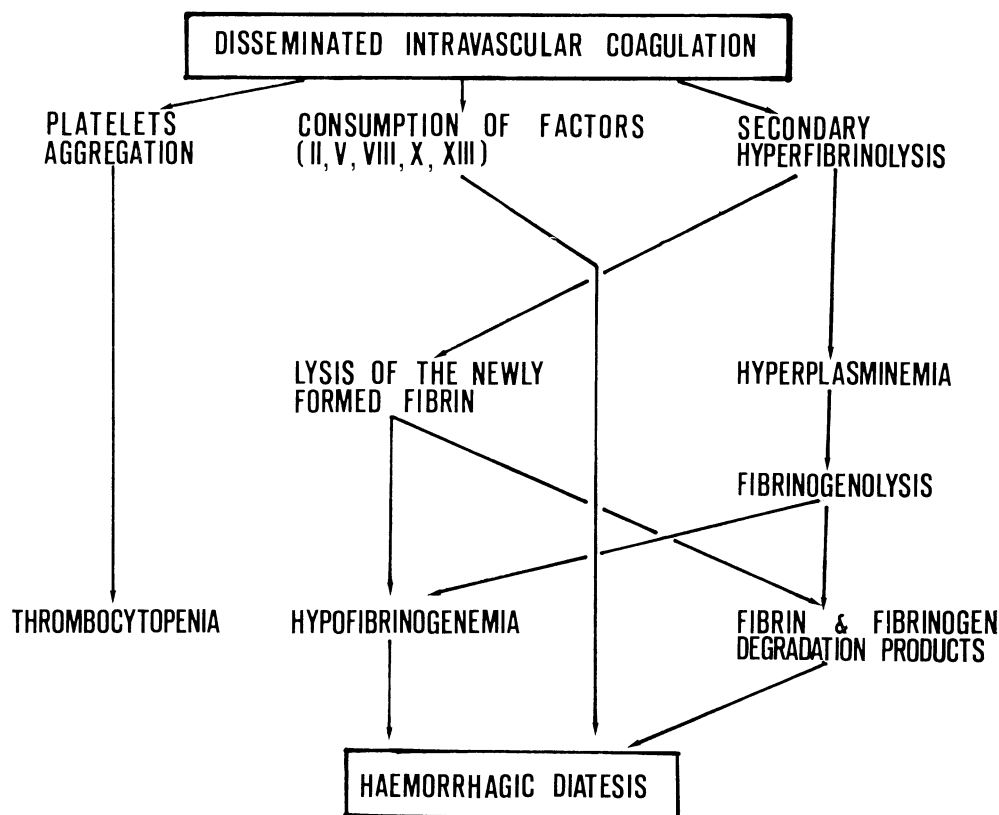 DISSEMINATED INTRAVASCULAR COAGULATION
PLATELETS
AGGREGATION
CONSUMPTION OF FACTORS
(II, V, VIII, X, XIII)
SECONDARY
HYPERFIBRINOLYSIS
LYSIS OF THE NEWLY
FORMED FIBRIN
HYPERPLASMINEMIA
FIBRINOGENOLYSIS
THROMBOCYTOPENIA
HYPOFIBRINOGENEMIA
FIBRIN & FIBRINOGEN
DEGRADATION PRODUCTS
HAEMORRHAGIC DIATESIS